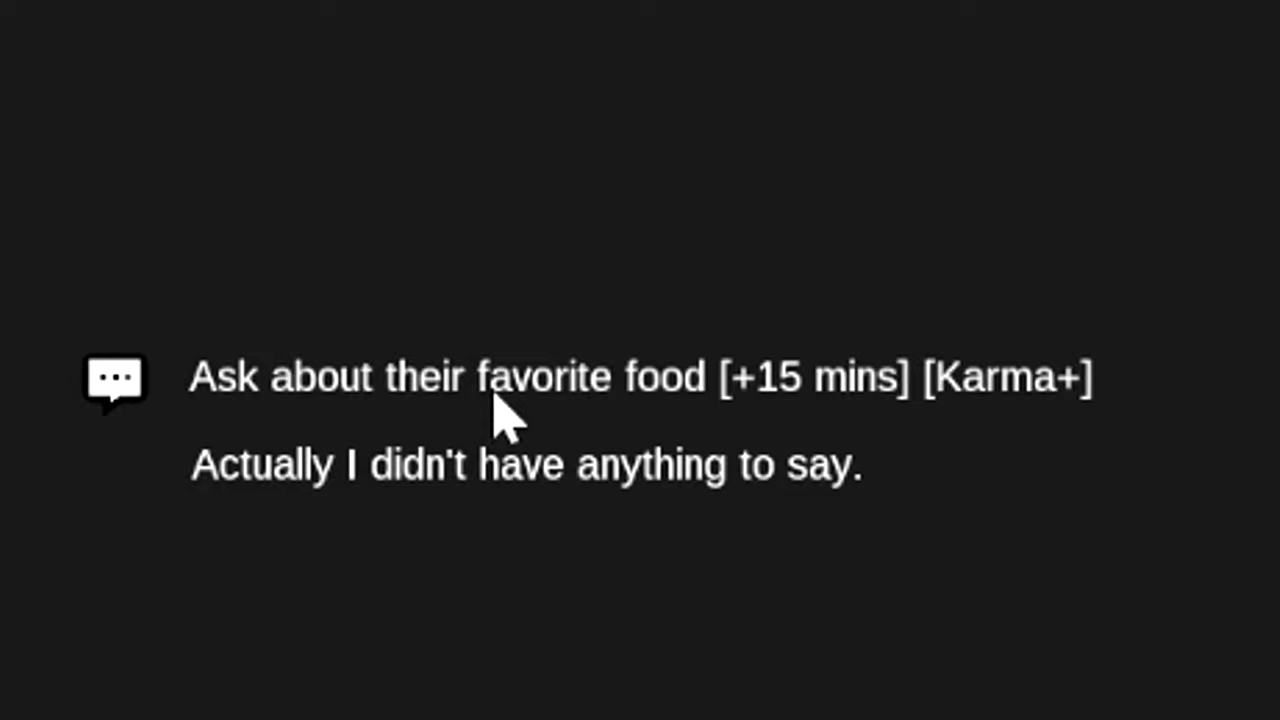 Ask about their favorite food [+15 mins] [Karma+]
Actually I didn't have anything to say.